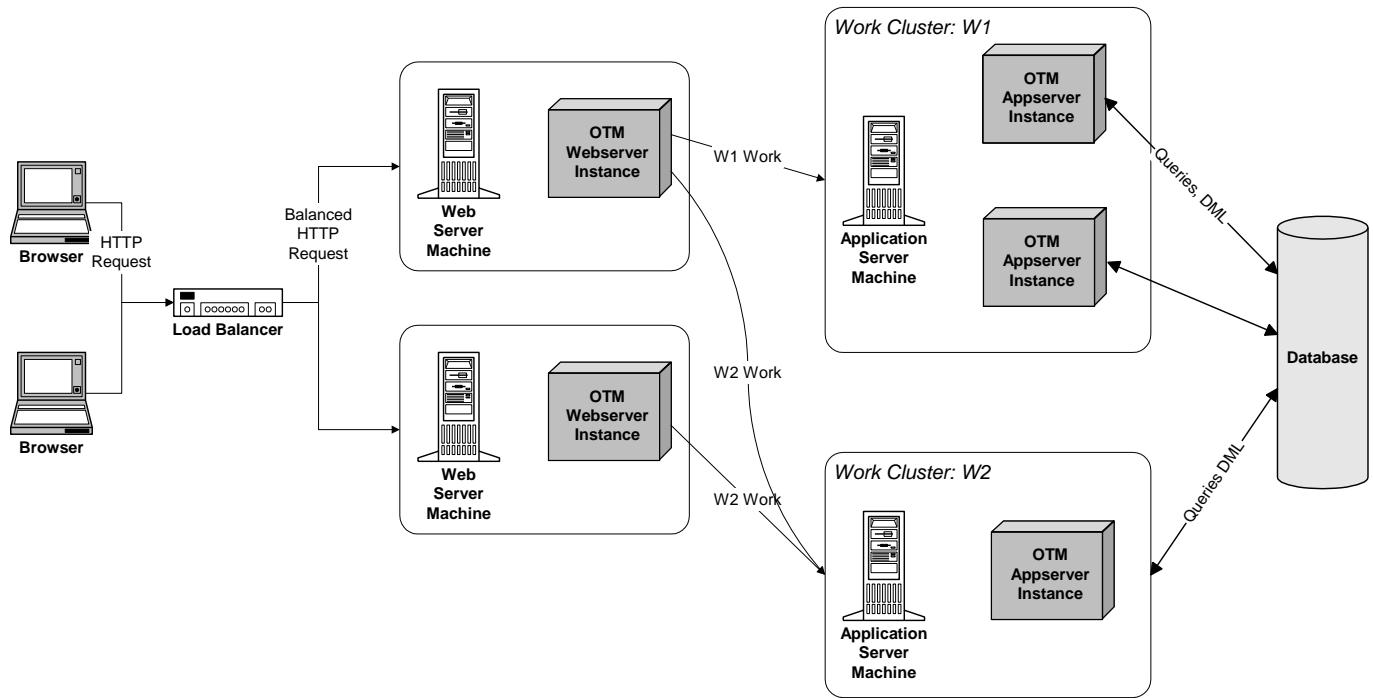 Work Cluster: W1
OTM
Appserver
Instance
OTM
Webserver
Instance
W1 Work
Queries, DML
HTTP
Request
Browser
Balanced
HTTP
Request
Web
Server
Machine
Application
Server
Machine
OTM
Appserver
Instance
Load Balancer
Database
W2 Work
OTM
Webserver
Instance
Browser
Web
Server
Machine
W2 Work
Work Cluster: W2
Queries DML
OTM
Appserver
Instance
Application
Server
Machine